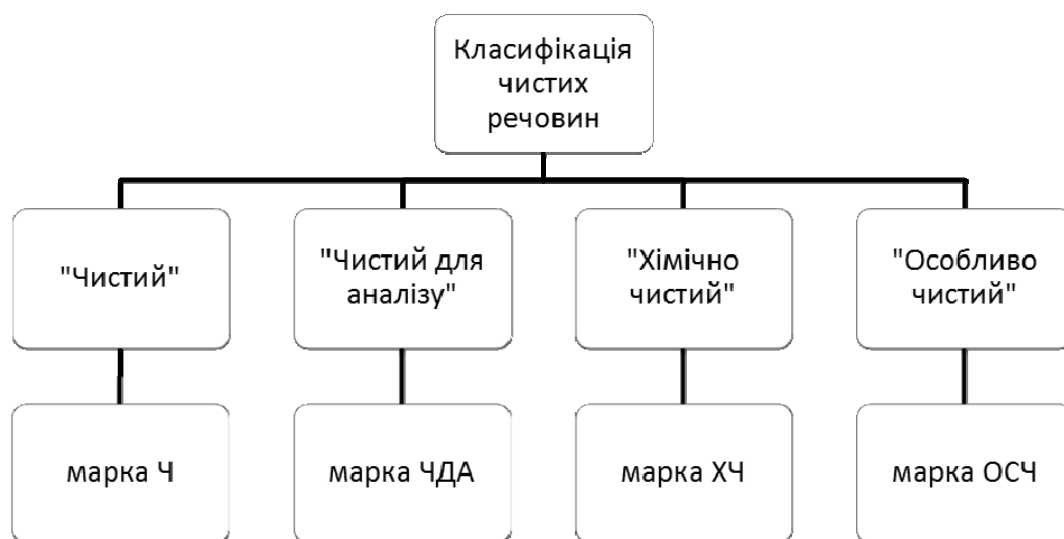 Класифікація
чистих
речовин
"Чистий"
"Чистий для
аналізу"
"Хімічно
чистий"
"Особливо
чистий"
марка Ч
марка ЧДА
марка ХЧ
марка ОСЧ